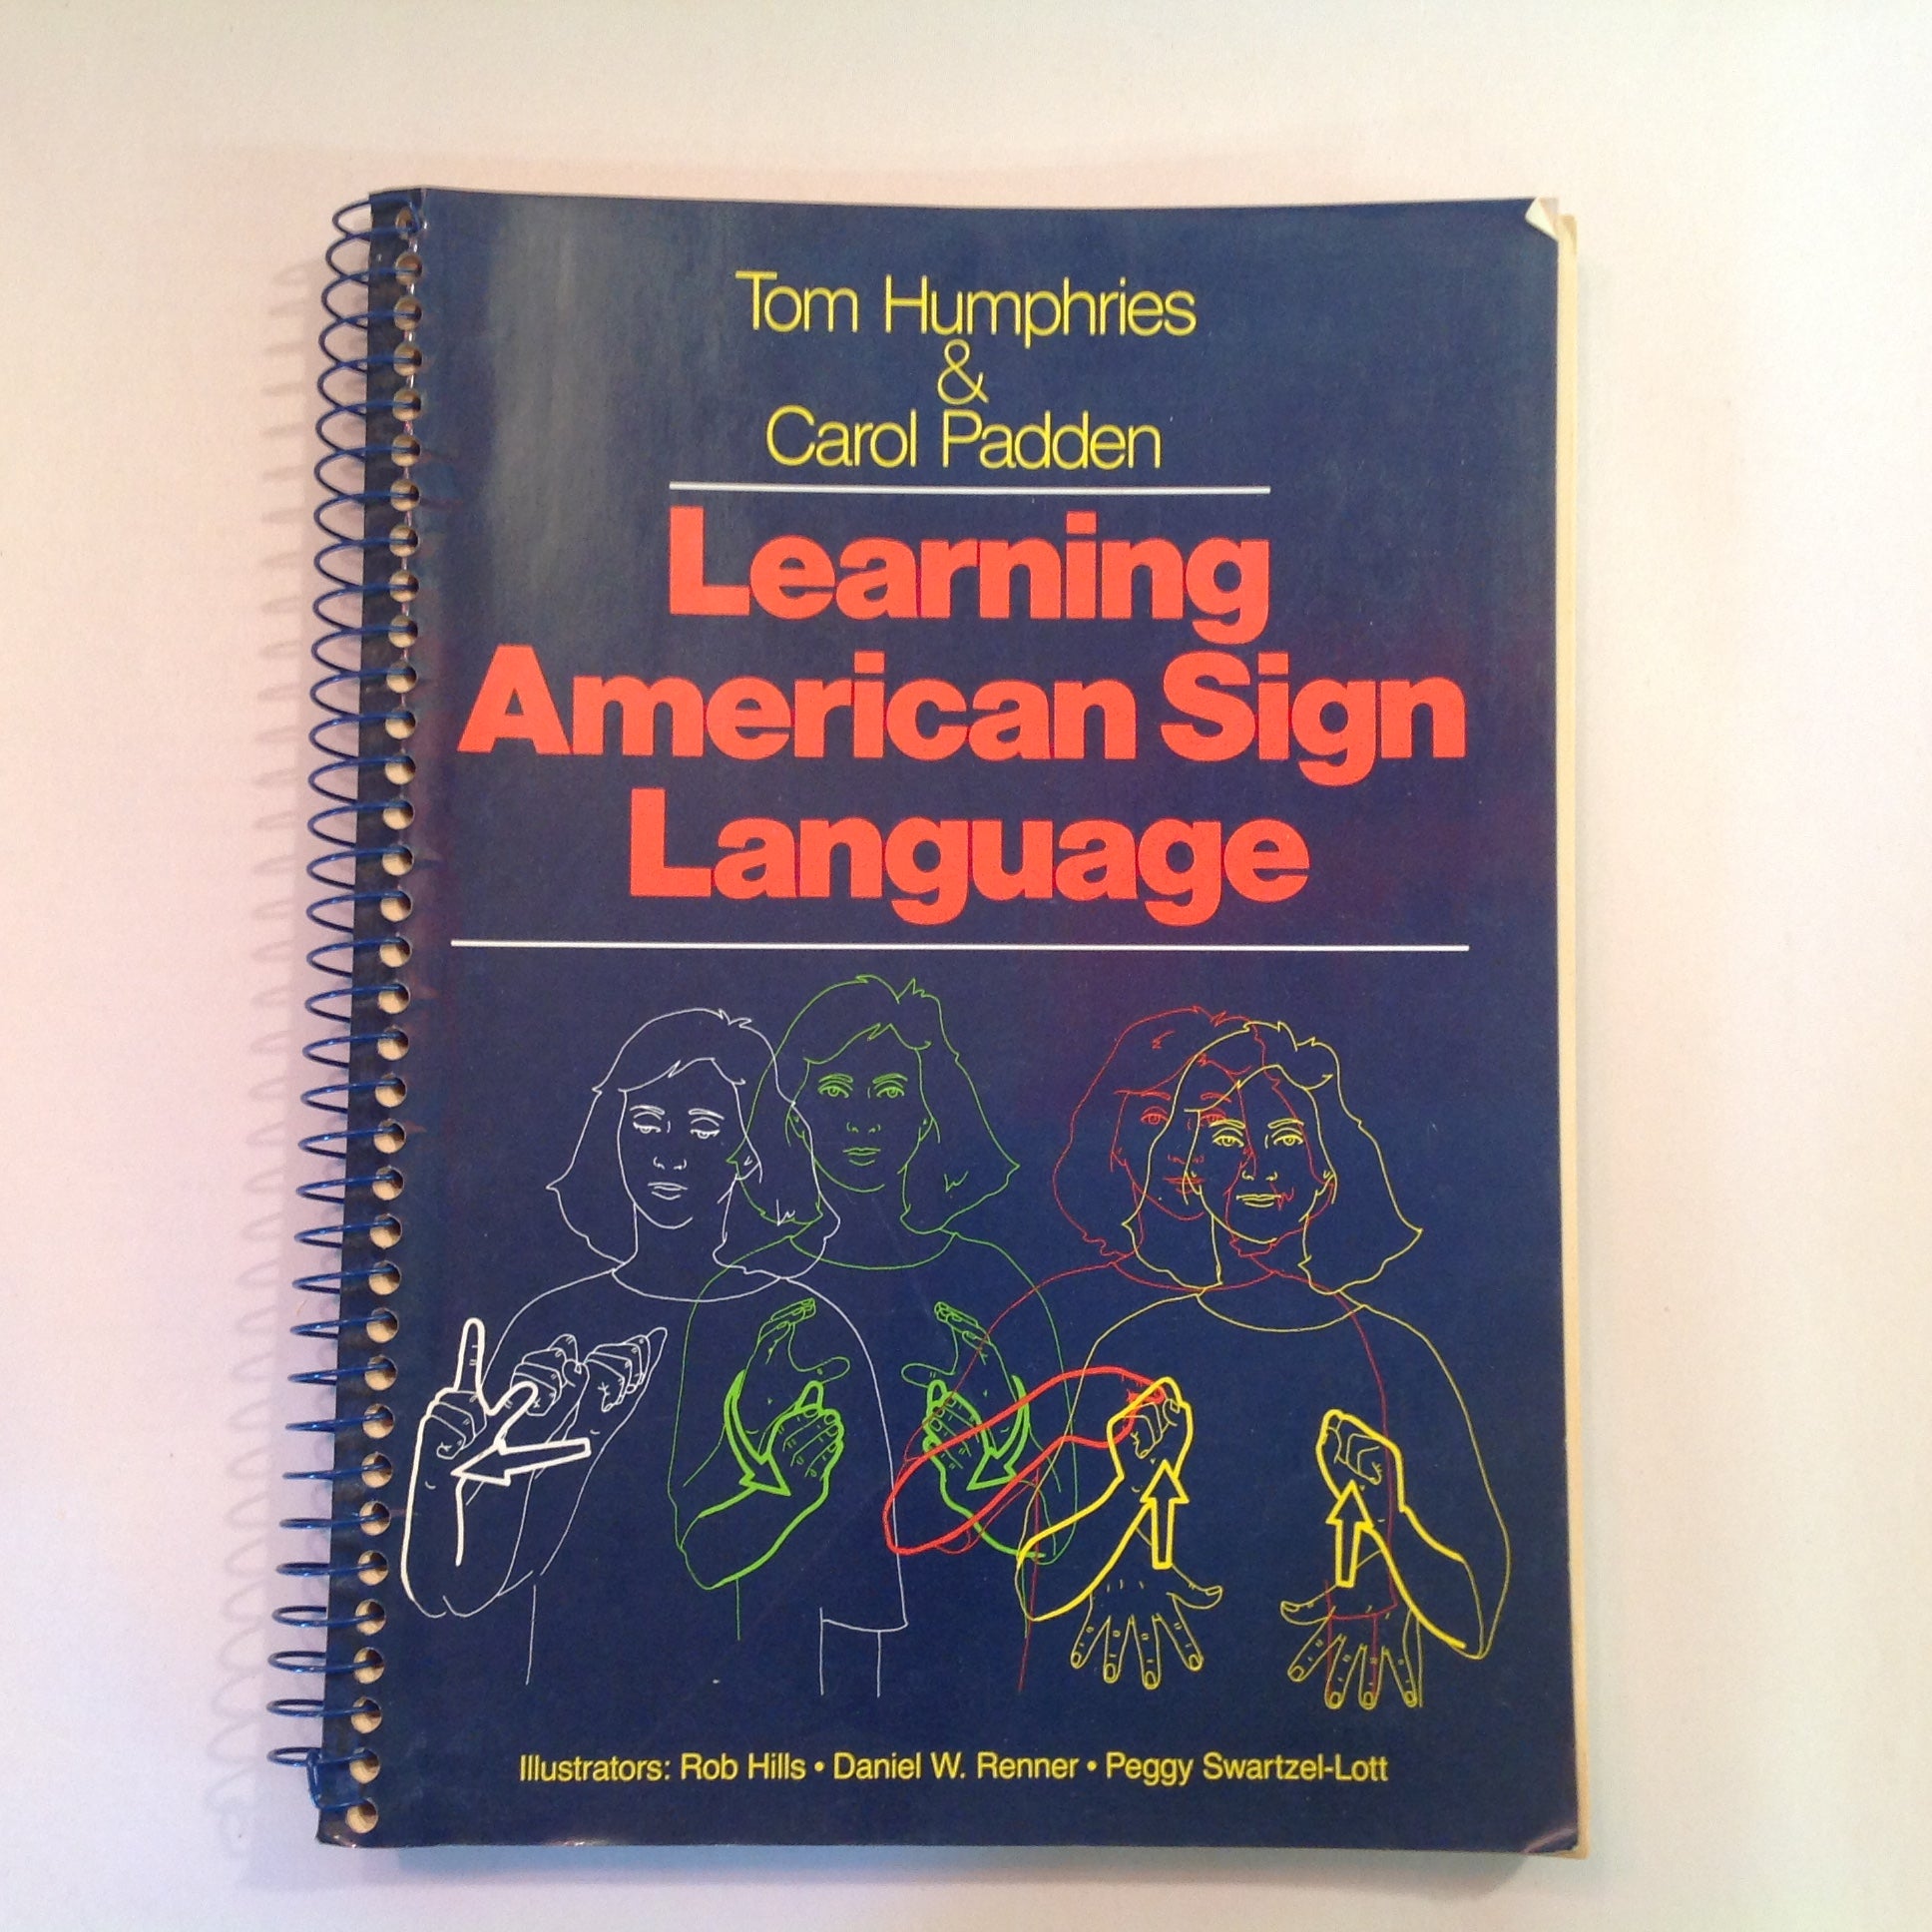 Tom Humphries
&
Carol Padden
Learning
American Sign
Language
Illustrators: Rob Hills • Daniel W. Renner • Peggy Swartzel-Lott